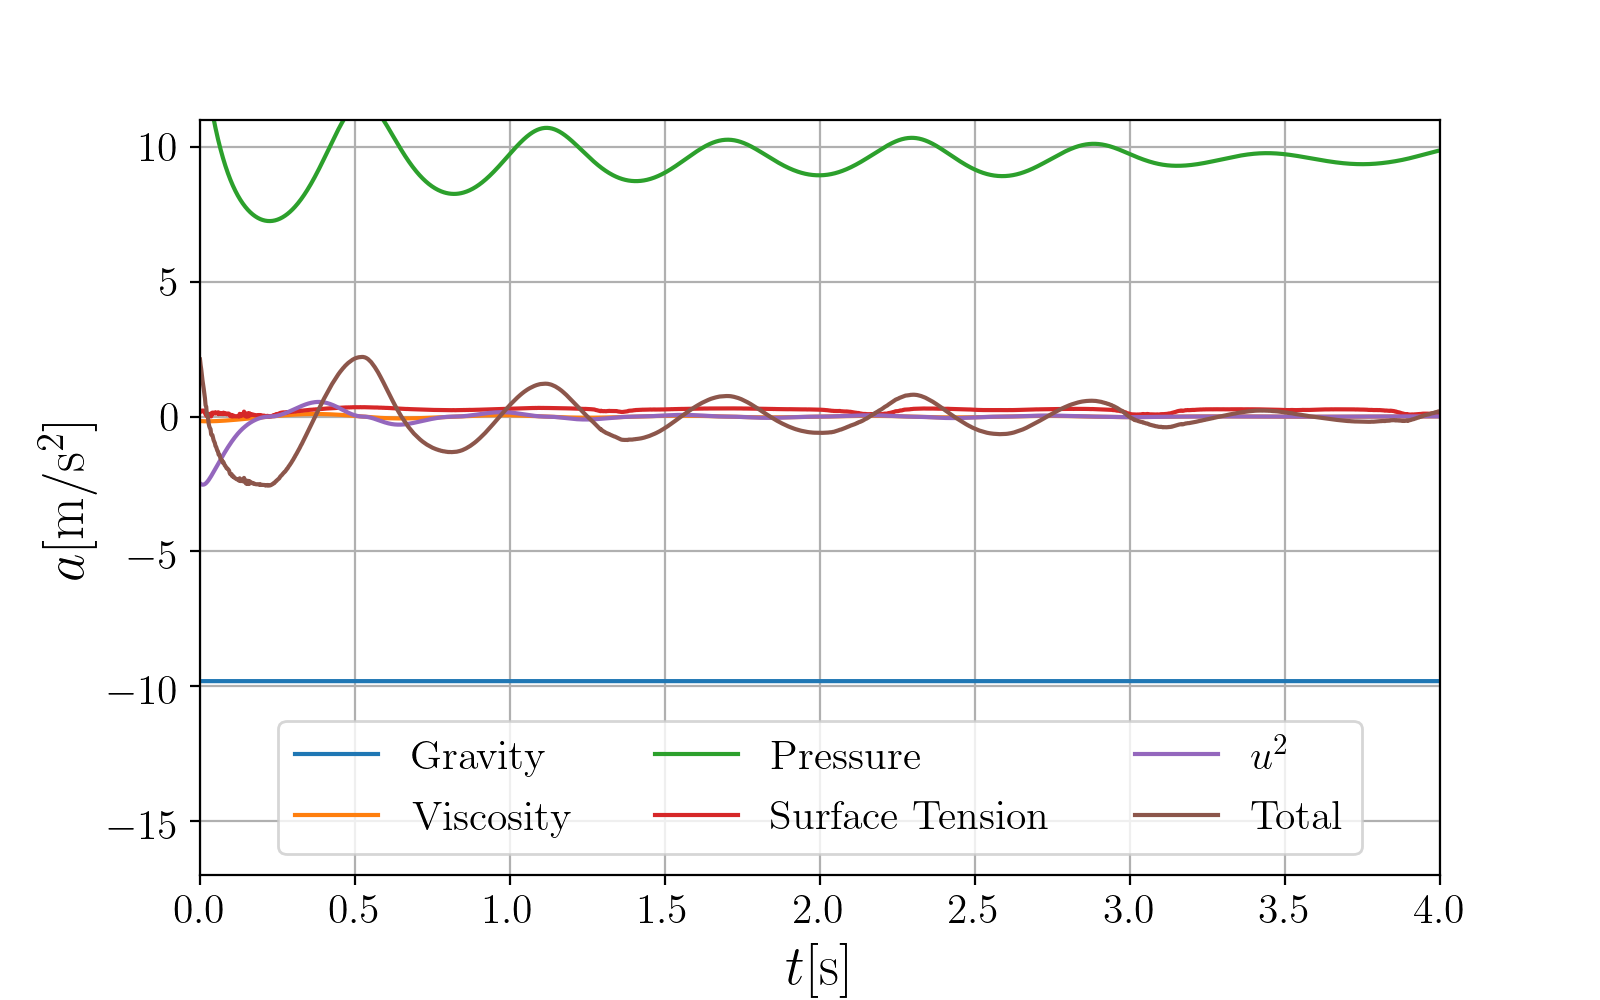 10
5
0
−5
−10
−15
a[m/s²]
Gravity
Pressure
u²
Viscosity
Surface Tension
Total
0.0 0.5 1.0 1.5 2.0 2.5 3.0 3.5 4.0
t[s]